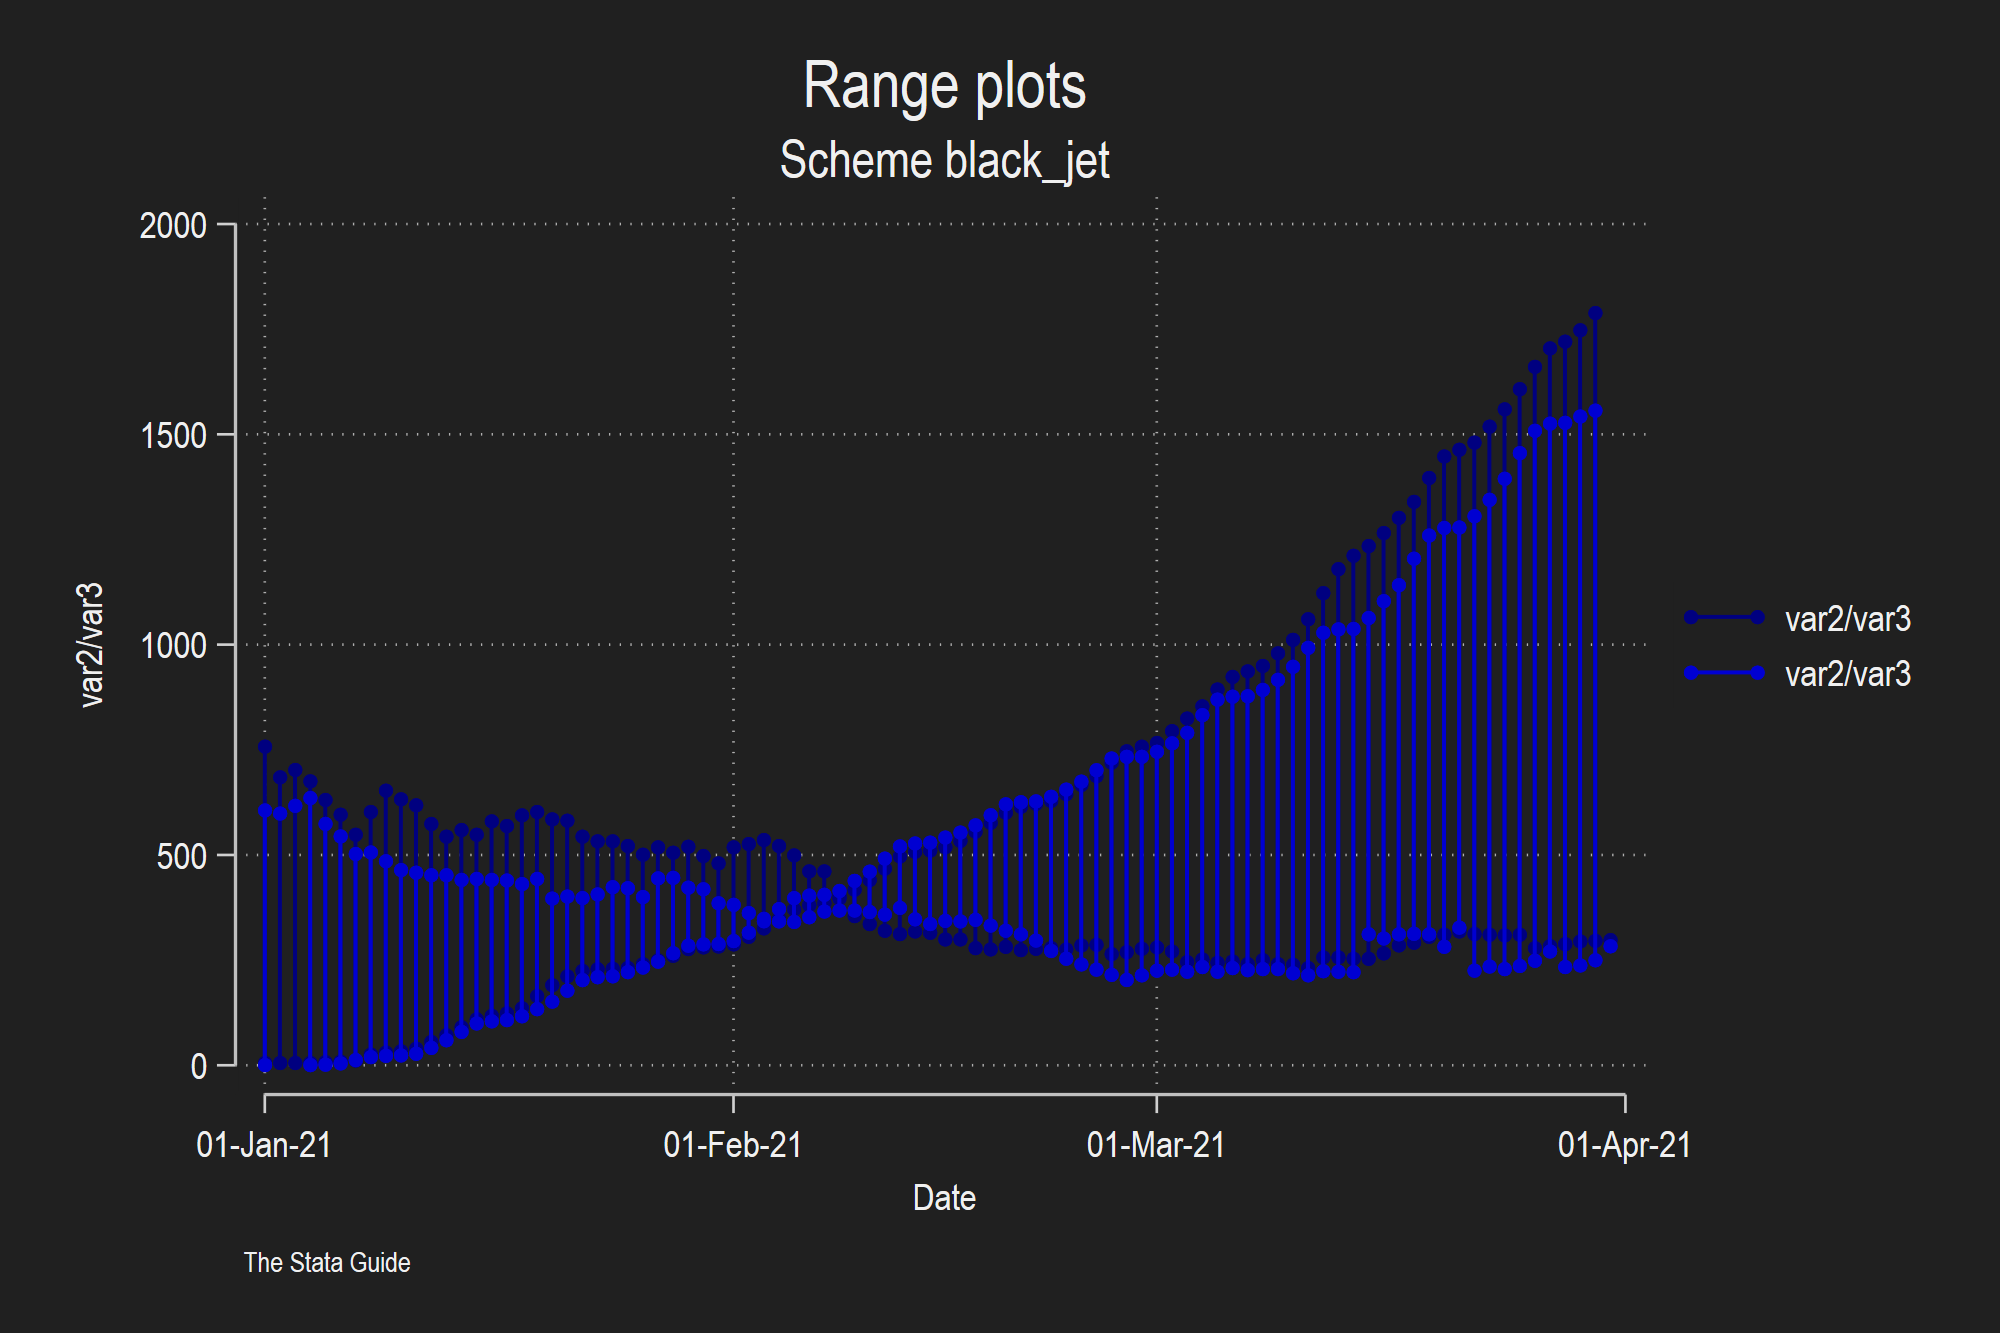 Range plots
Scheme black_jet
2000
1500
1000
500
0
var2/var3
var2/var3
var2/var3
01-Jan-21
01-Feb-21
01-Mar-21
01-Apr-21
Date
The Stata Guide